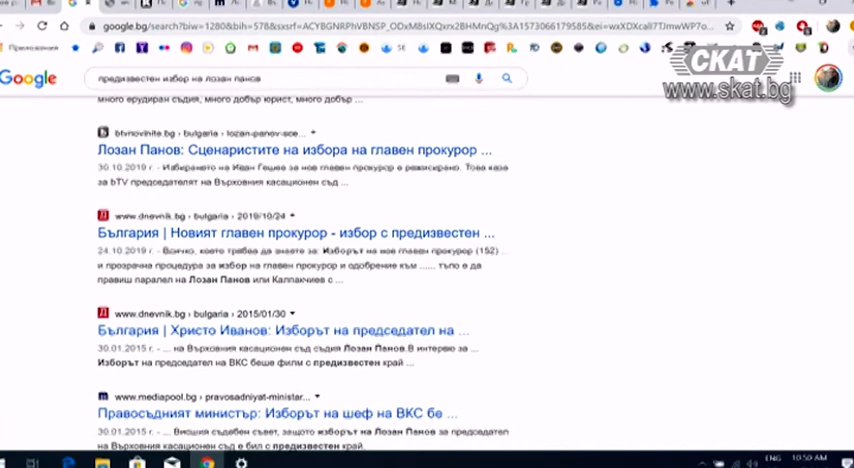 google.bg/search?biw=1280&bih=578&sxsrf=
Приложения
SE
СКАТ
www.skat.bg
Google
предизвестен избор на лозан панов
много ерудиран съдия, много добър юрист, много добър ...
btvnovinite.bg › bulgaria › lozan-panov-sce...
Лозан Панов: Сценаристите на избора на главен прокурор ...
30.10.2019 г. - Избирането на Иван Гешев за нов главен прокурор е режисирано. Това каза
за bTV председателят на Върховния касационен съд ...
www.dnevnik.bg › bulgaria › 2019/10/24
България | Новият главен прокурор - избор с предизвестен ...
24.10.2019 г. - Всичко, което трябва да знаете за: Изборът на нов главен прокурор (152) ...
и прозрачна процедура за избор на главен прокурор и одобрение към ...... тъпо е да
правиш паралел на Лозан Панов или Калпакчиев с ...
www.dnevnik.bg › bulgaria › 2015/01/30
България | Христо Иванов: Изборът на председател на ...
30.01.2015 г. - ... на Върховния касационен съд съдия Лозан Панов.В интервю за ...
Изборът на председател на ВКС беше филм с предизвестен край ...
www.mediapool.bg › pravosadniyat-ministar...
Правосъдният министър: Изборът на шеф на ВКС бе ...
30.01.2015 г. - ... Висшия съдебен съвет, защото изборът на Лозан Панов за председател
на Върховния касационен съд е бил с предизвестен край.
ENG
10:50 AM